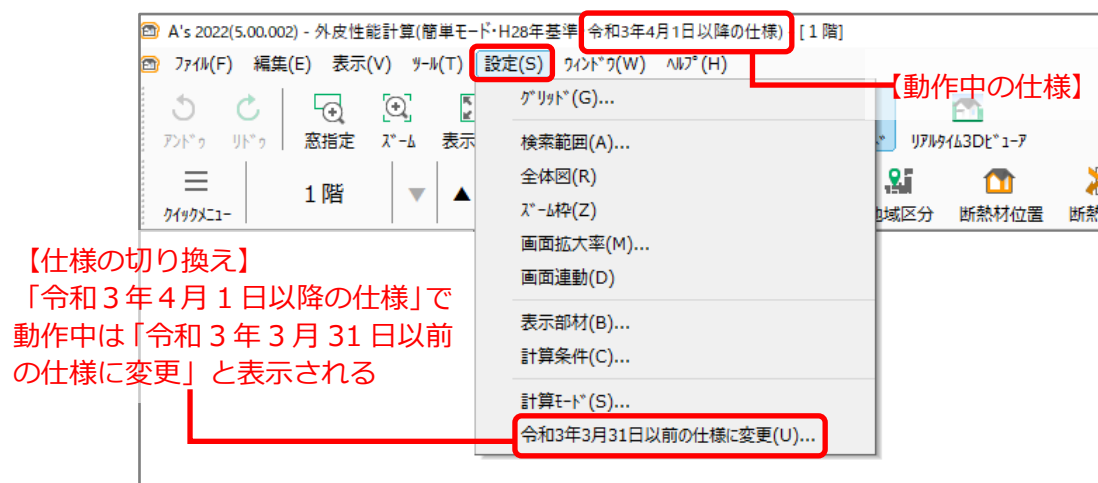 A's 2022(5.00.002) - 外皮性能計算(簡単モード・H28年基準・令和3年4月1日以降の仕様) - [1階]
ファイル(F) 編集(E) 表示(V) ツール(T) 設定(S) ウィンドウ(W) ヘルプ(H)
【動作中の仕様】
グリッド(G)...
アンドゥ リドゥ 窓指定 ズーム 表示
リアルタイム3Dビューア
検索範囲(A)...
全体図(R)
ズーム枠(Z)
画面拡大率(M)...
画面連動(D)
表示部材(B)...
計算条件(C)...
計算モード(S)...
令和3年3月31日以前の仕様に変更(U)...
クイックメニュー
1階
地域区分 断熱材位置 断熱
【仕様の切り換え】
「令和３年４月1日以降の仕様」で
動作中は「令和3年3月31日以前
の仕様に変更」と表示される